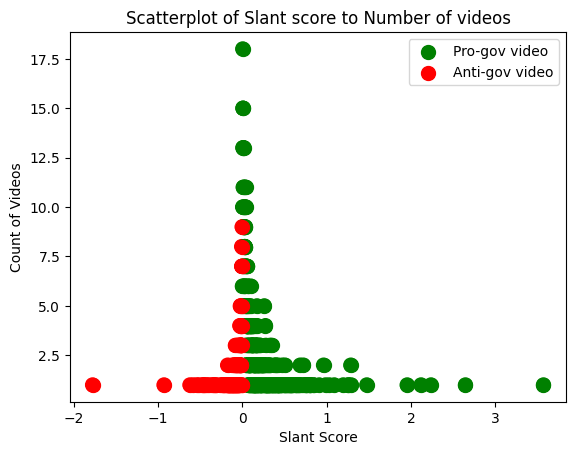 Scatterplot of Slant score to Number of videos
Pro-gov video
Anti-gov video
17.5
15.0
12.5
10.0
7.5
5.0
2.5
Count of Videos
−2
−1
0
1
2
3
Slant Score